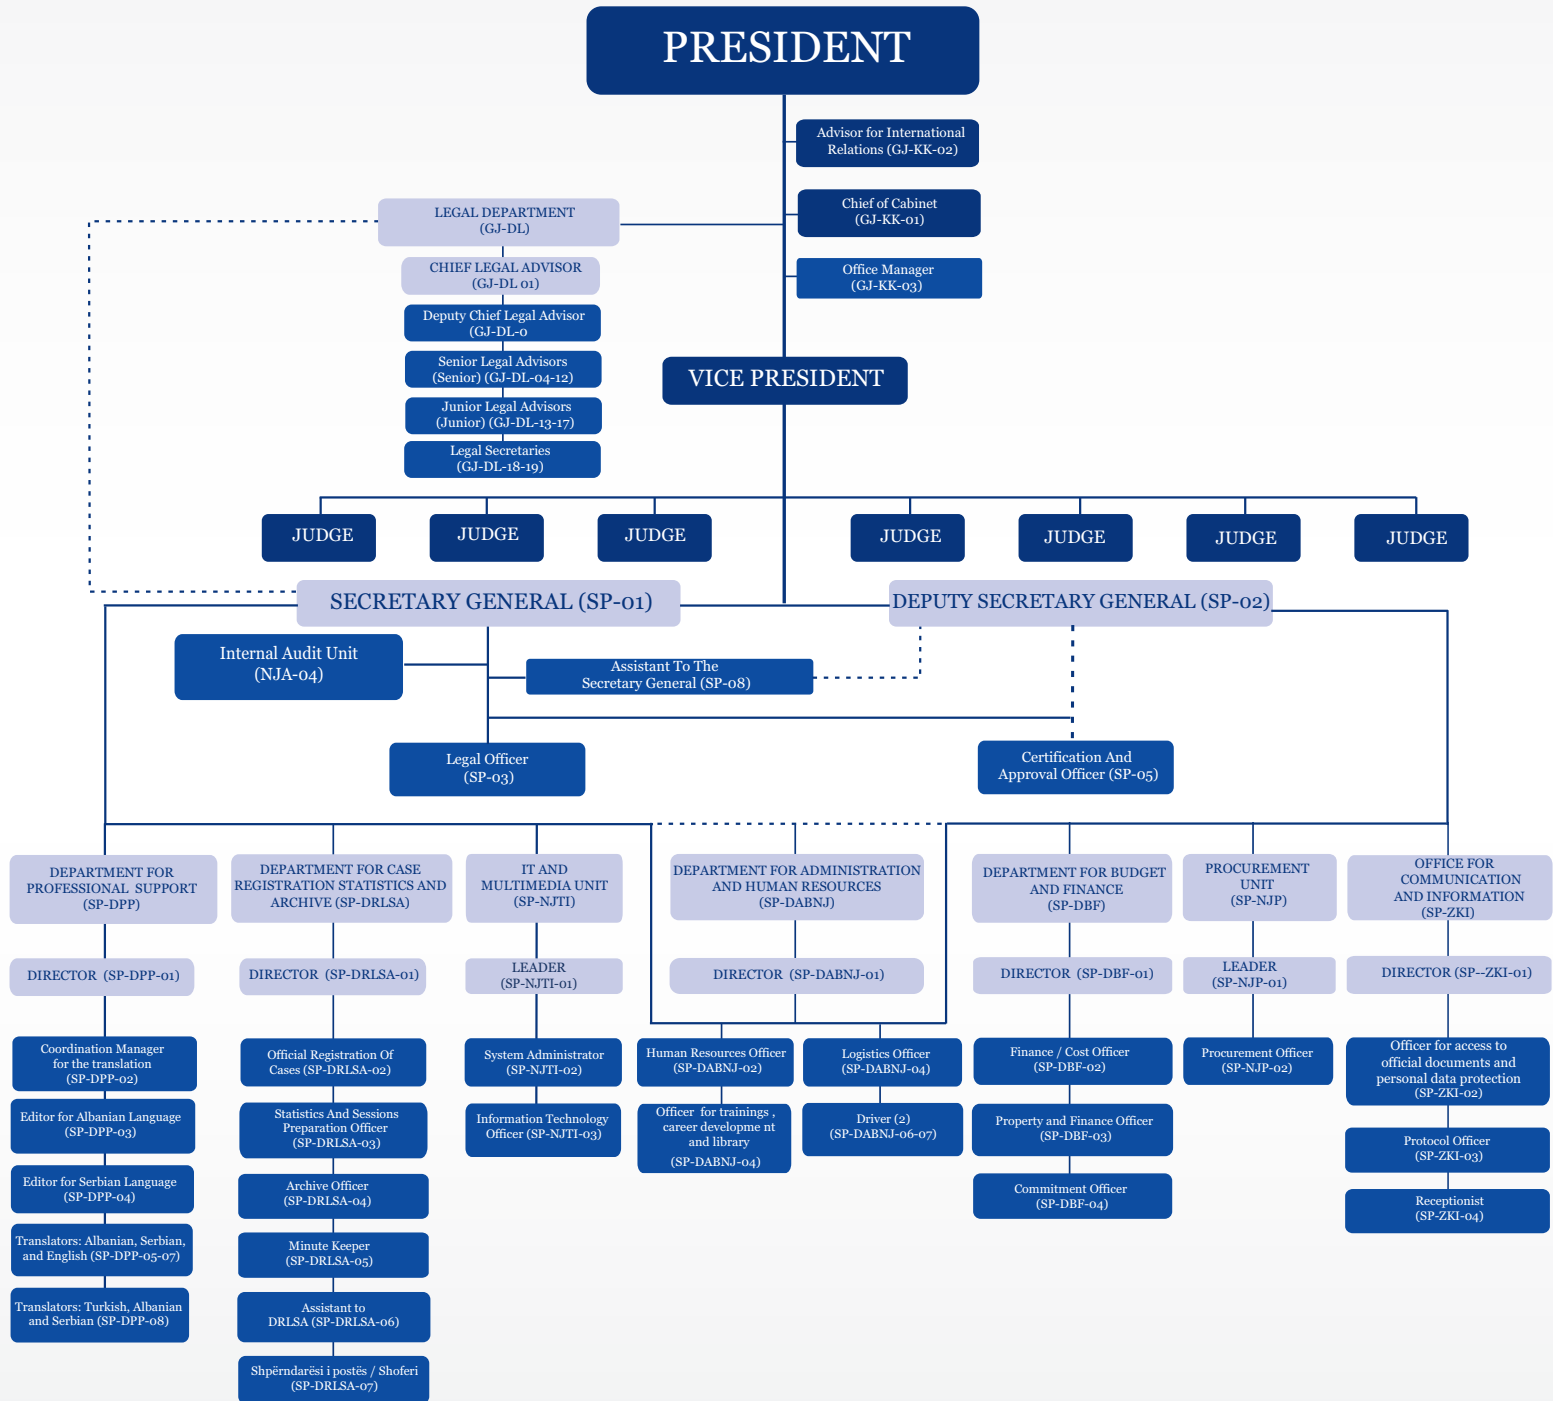 PRESIDENT
Advisor for International
Relations (GJ-KK-02)
Chief of Cabinet
(GJ-KK-01)
Office Manager
(GJ-KK-03)
LEGAL DEPARTMENT
(GJ-DL)
CHIEF LEGAL ADVISOR
(GJ-DL 01)
Deputy Chief Legal Advisor
(GJ-DL-0
Senior Legal Advisors
(Senior) (GJ-DL-04-12)
Junior Legal Advisors
(Junior) (GJ-DL-13-17)
Legal Secretaries
(GJ-DL-18-19)
VICE PRESIDENT
JUDGE
JUDGE
JUDGE
JUDGE
JUDGE
JUDGE
JUDGE
SECRETARY GENERAL (SP-01)
DEPUTY SECRETARY GENERAL (SP-02)
Internal Audit Unit
(NJA-04)
Assistant To The
Secretary General (SP-08)
Legal Officer
(SP-03)
Certification And
Approval Officer (SP-05)
DEPARTMENT FOR
PROFESSIONAL SUPPORT
(SP-DPP)
DIRECTOR (SP-DPP-01)
Coordination Manager
for the translation
(SP-DPP-02)
Editor for Albanian Language
(SP-DPP-03)
Editor for Serbian Language
(SP-DPP-04)
Translators: Albanian, Serbian,
and English (SP-DPP-05-07)
Translators: Turkish, Albanian
and Serbian (SP-DPP-08)
DEPARTMENT FOR CASE
REGISTRATION STATISTICS AND
ARCHIVE (SP-DRLSA)
DIRECTOR (SP-DRLSA-01)
Official Registration Of
Cases (SP-DRLSA-02)
Statistics And Sessions
Preparation Officer
(SP-DRLSA-03)
Archive Officer
(SP-DRLSA-04)
Minute Keeper
(SP-DRLSA-05)
Assistant to
DRLSA (SP-DRLSA-06)
Shpërndarësi i postës / Shoferi
(SP-DRLSA-07)
IT AND
MULTIMEDIA UNIT
(SP-NJTI)
LEADER
(SP-NJTI-01)
System Administrator
(SP-NJTI-02)
Information Technology
Officer (SP-NJTI-03)
DEPARTMENT FOR ADMINISTRATION
AND HUMAN RESOURCES
(SP-DABNJ)
DIRECTOR (SP-DABNJ-01)
Human Resources Officer
(SP-DABNJ-02)
Officer for trainings ,
career developme nt
and library
(SP-DABNJ-04)
Logistics Officer
(SP-DABNJ-04)
Driver (2)
(SP-DABNJ-06-07)
DEPARTMENT FOR BUDGET
AND FINANCE
(SP-DBF)
DIRECTOR (SP-DBF-01)
Finance / Cost Officer
(SP-DBF-02)
Property and Finance Officer
(SP-DBF-03)
Commitment Officer
(SP-DBF-04)
PROCUREMENT
UNIT
(SP-NJP)
LEADER
(SP-NJP-01)
Procurement Officer
(SP-NJP-02)
OFFICE FOR
COMMUNICATION
AND INFORMATION
(SP-ZKI)
DIRECTOR (SP--ZKI-01)
Officer for access to
official documents and
personal data protection
(SP-ZKI-02)
Protocol Officer
(SP-ZKI-03)
Receptionist
(SP-ZKI-04)